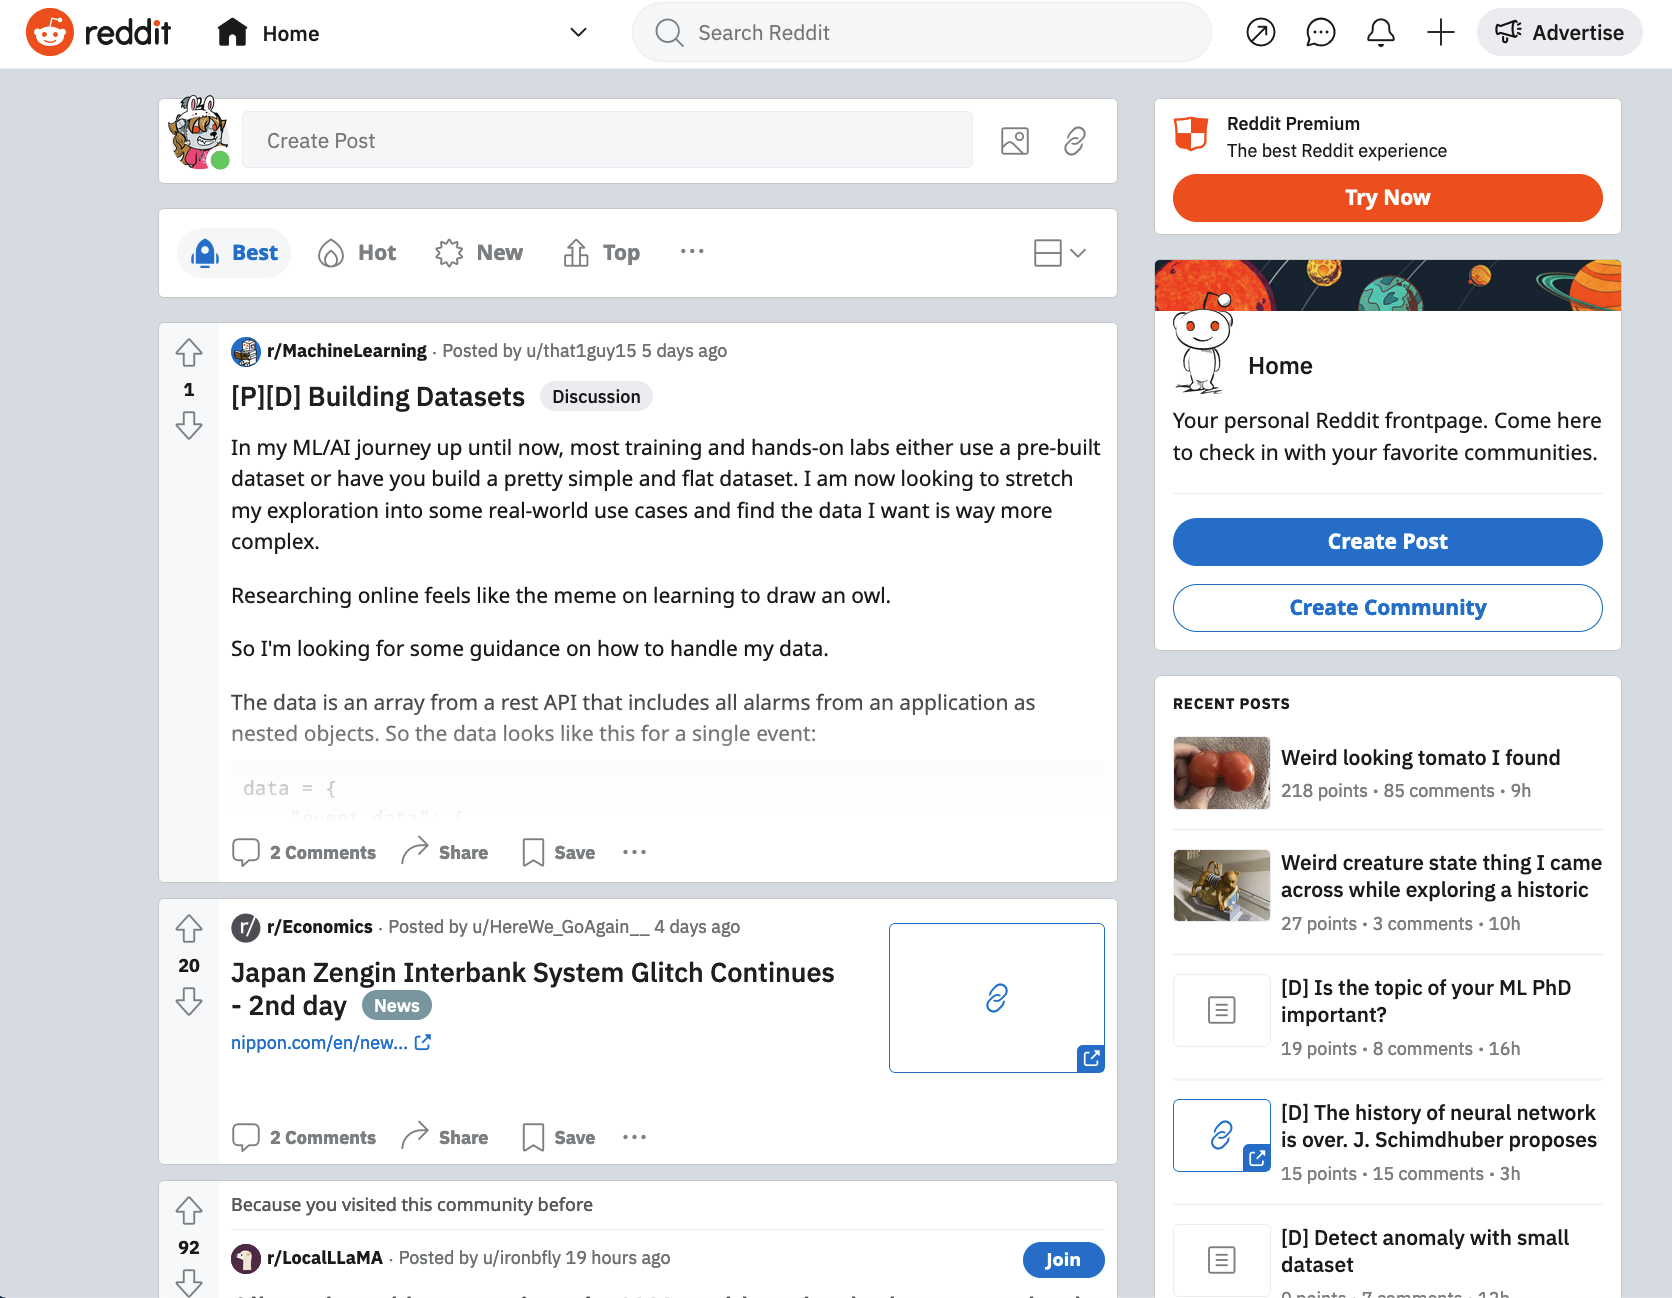 reddit
Home
Search Reddit
Advertise
Create Post
Best
Hot
New
Top
r/MachineLearning · Posted by u/that1guy15 5 days ago
1
[P][D] Building Datasets
Discussion
In my ML/AI journey up until now, most training and hands-on labs either use a pre-built
dataset or have you build a pretty simple and flat dataset. I am now looking to stretch
my exploration into some real-world use cases and find the data I want is way more
complex.
Researching online feels like the meme on learning to draw an owl.
So I'm looking for some guidance on how to handle my data.
The data is an array from a rest API that includes all alarms from an application as
nested objects. So the data looks like this for a single event:
data = {
"event_data": [
2 Comments
Share
Save
r/Economics · Posted by u/HereWe_GoAgain__ 4 days ago
20
Japan Zengin Interbank System Glitch Continues
- 2nd day
News
nippon.com/en/new...
2 Comments
Share
Save
Because you visited this community before
92
r/LocalLLaMA · Posted by u/ironbfly 19 hours ago
Join
Reddit Premium
The best Reddit experience
Try Now
Home
Your personal Reddit frontpage. Come here
to check in with your favorite communities.
Create Post
Create Community
RECENT POSTS
Weird looking tomato I found
218 points • 85 comments • 9h
Weird creature state thing I came
across while exploring a historic
27 points • 3 comments • 10h
[D] Is the topic of your ML PhD
important?
19 points • 8 comments • 16h
[D] The history of neural network
is over. J. Schimdhuber proposes
15 points • 15 comments • 3h
[D] Detect anomaly with small
dataset
0 points • 7 comments